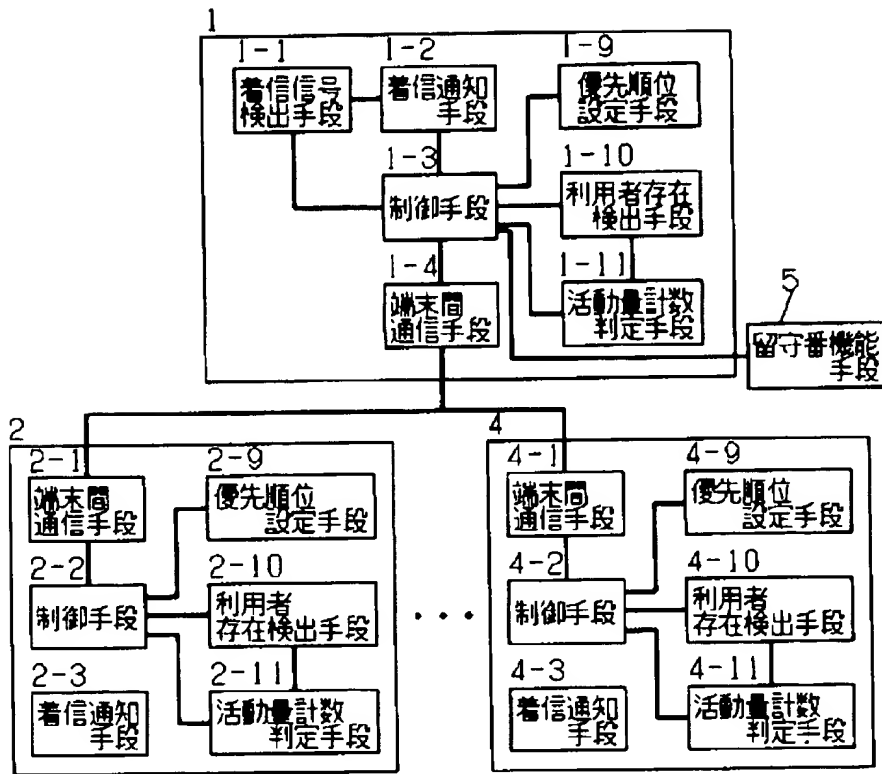 1
1-1
着信信号
検出手段
1-2
着信通知
手段
1-9
優先順位
設定手段
1-3
制御手段
1-10
利用者存在
検出手段
1-4
端末間
通信手段
1-11
活動量計数
判定手段
5
留守番機能
手段
2
2-1
端末間
通信手段
2-9
優先順位
設定手段
2-2
制御手段
2-10
利用者
存在検出手段
2-3
着信通知
手段
2-11
活動量計数
判定手段
・・・
4
4-1
端末間
通信手段
4-9
優先順位
設定手段
4-2
制御手段
4-10
利用者
存在検出手段
4-3
着信通知
手段
4-11
活動量計数
判定手段